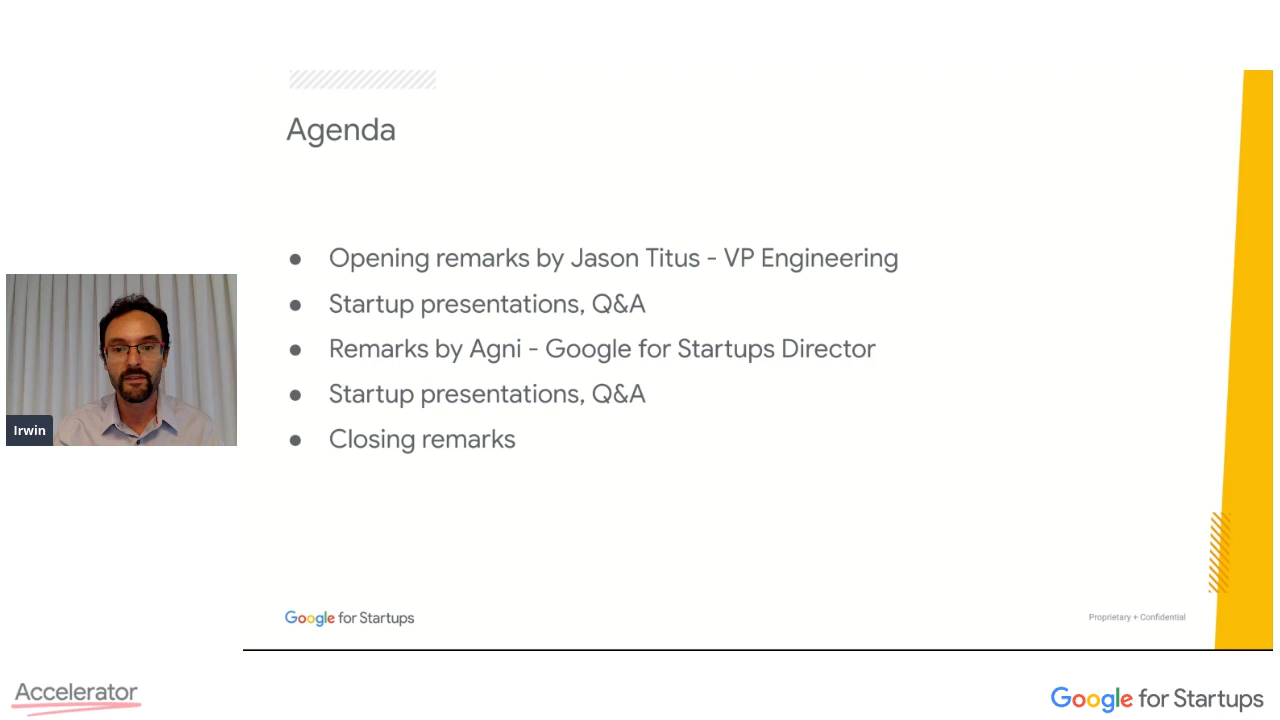 Agenda
● Opening remarks by Jason Titus - VP Engineering
● Startup presentations, Q&A
● Remarks by Agni - Google for Startups Director
● Startup presentations, Q&A
● Closing remarks
Irwin
Google for Startups
Proprietary + Confidential
Accelerator
Google for Startups